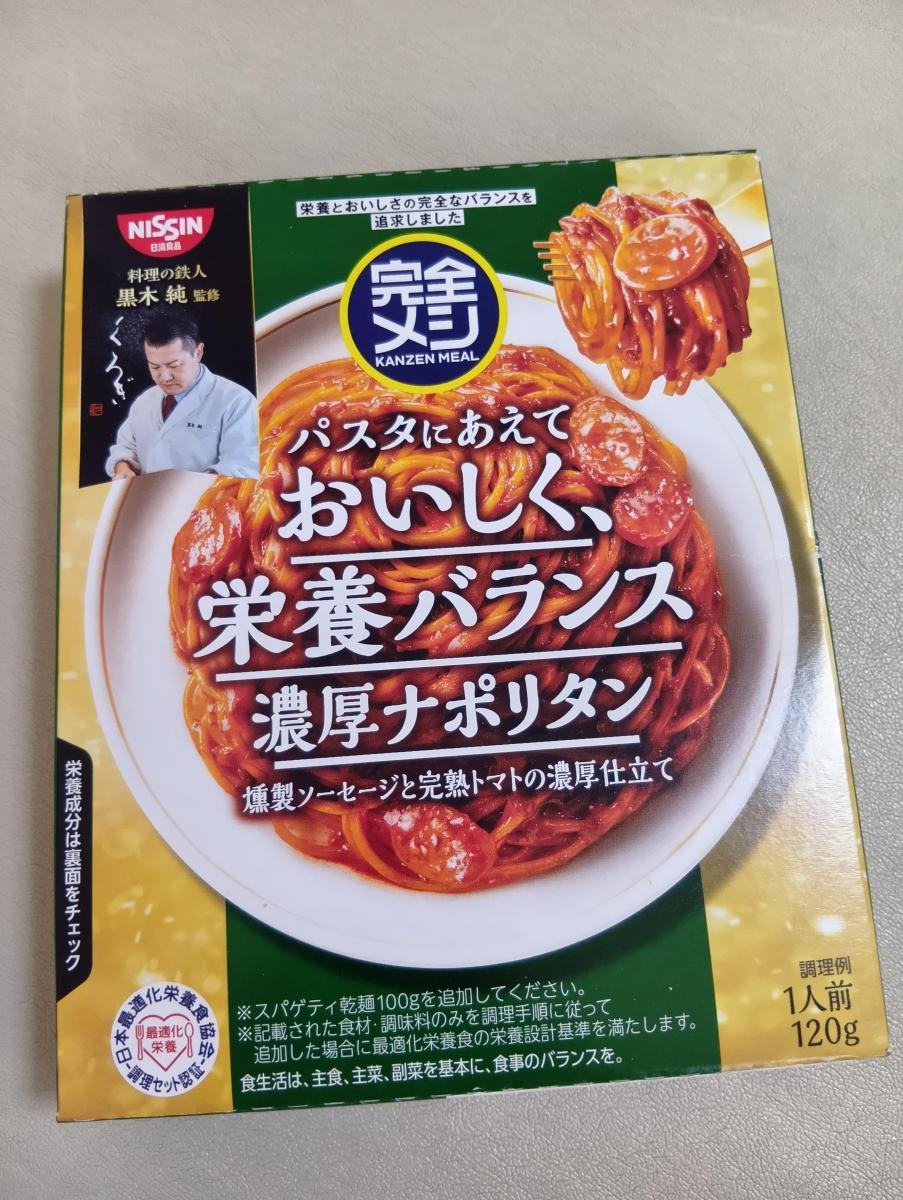 栄養とおいしさの完全なバランスを
追求しました
NISSIN
日清食品
料理の鉄人
黒木 純 監修
くろぎ
完全
メシ
KANZEN MEAL
パスタにあえて
おいしく、
栄養バランス
濃厚ナポリタン
燻製ソーセージと完熟トマトの濃厚仕立て
栄養成分は裏面をチェック
日本最適化栄養食協会
最適化
栄養
調理セット認証
※スパゲティ乾麺100gを追加してください。
※記載された食材・調味料のみを調理手順に従って
追加した場合に最適化栄養食の栄養設計基準を満たします。
食生活は、主食、主菜、副菜を基本に、食事のバランスを。
調理例
1人前
120g